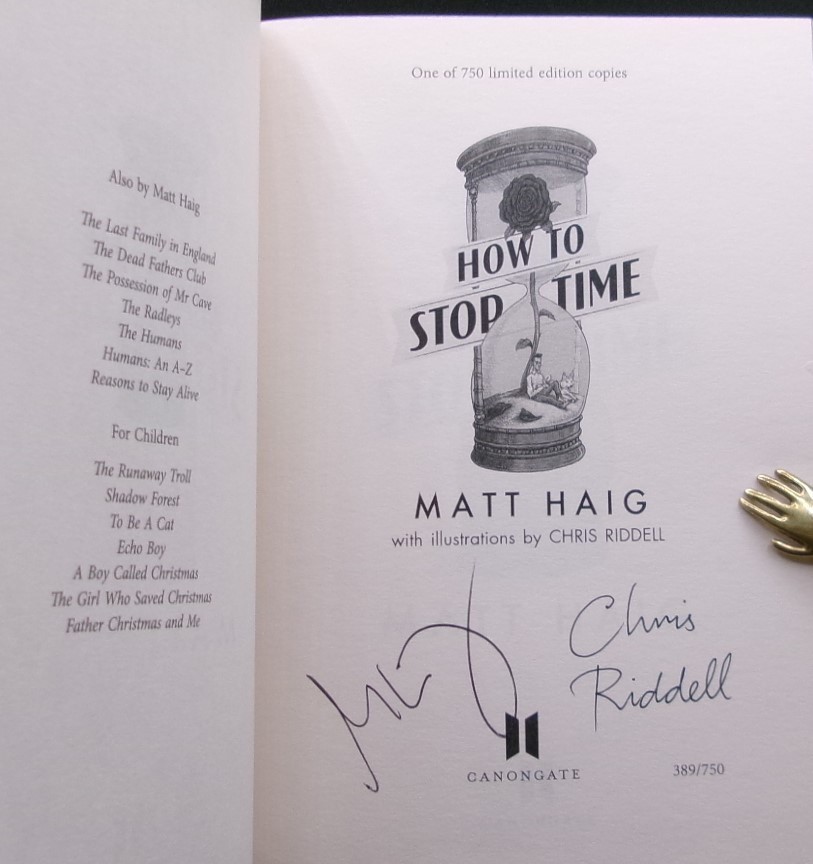 Also by Matt Haig
The Last Family in England
The Dead Fathers Club
The Possession of Mr Cave
The Radleys
The Humans
Humans: An A–Z
Reasons to Stay Alive
For Children
The Runaway Troll
Shadow Forest
To Be A Cat
Echo Boy
A Boy Called Christmas
The Girl Who Saved Christmas
Father Christmas and Me
One of 750 limited edition copies
HOW TO
STOP TIME
MATT HAIG
with illustrations by CHRIS RIDDELL
Chris
Riddell
CANONGATE
389/750